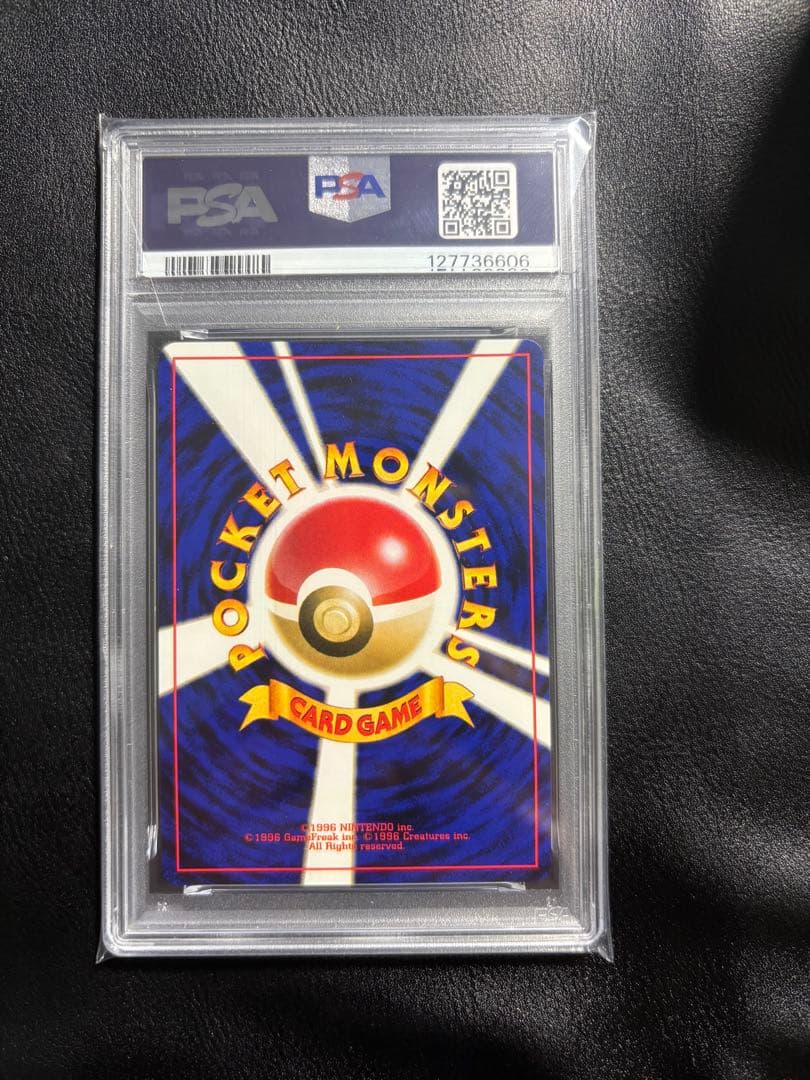 PSA
PSA
127736606
POCKET MONSTERS
CARD GAME
©1996 NINTENDO inc.
©1996 GameFreak inc. ©1996 Creatures inc.
All Rights reserved.